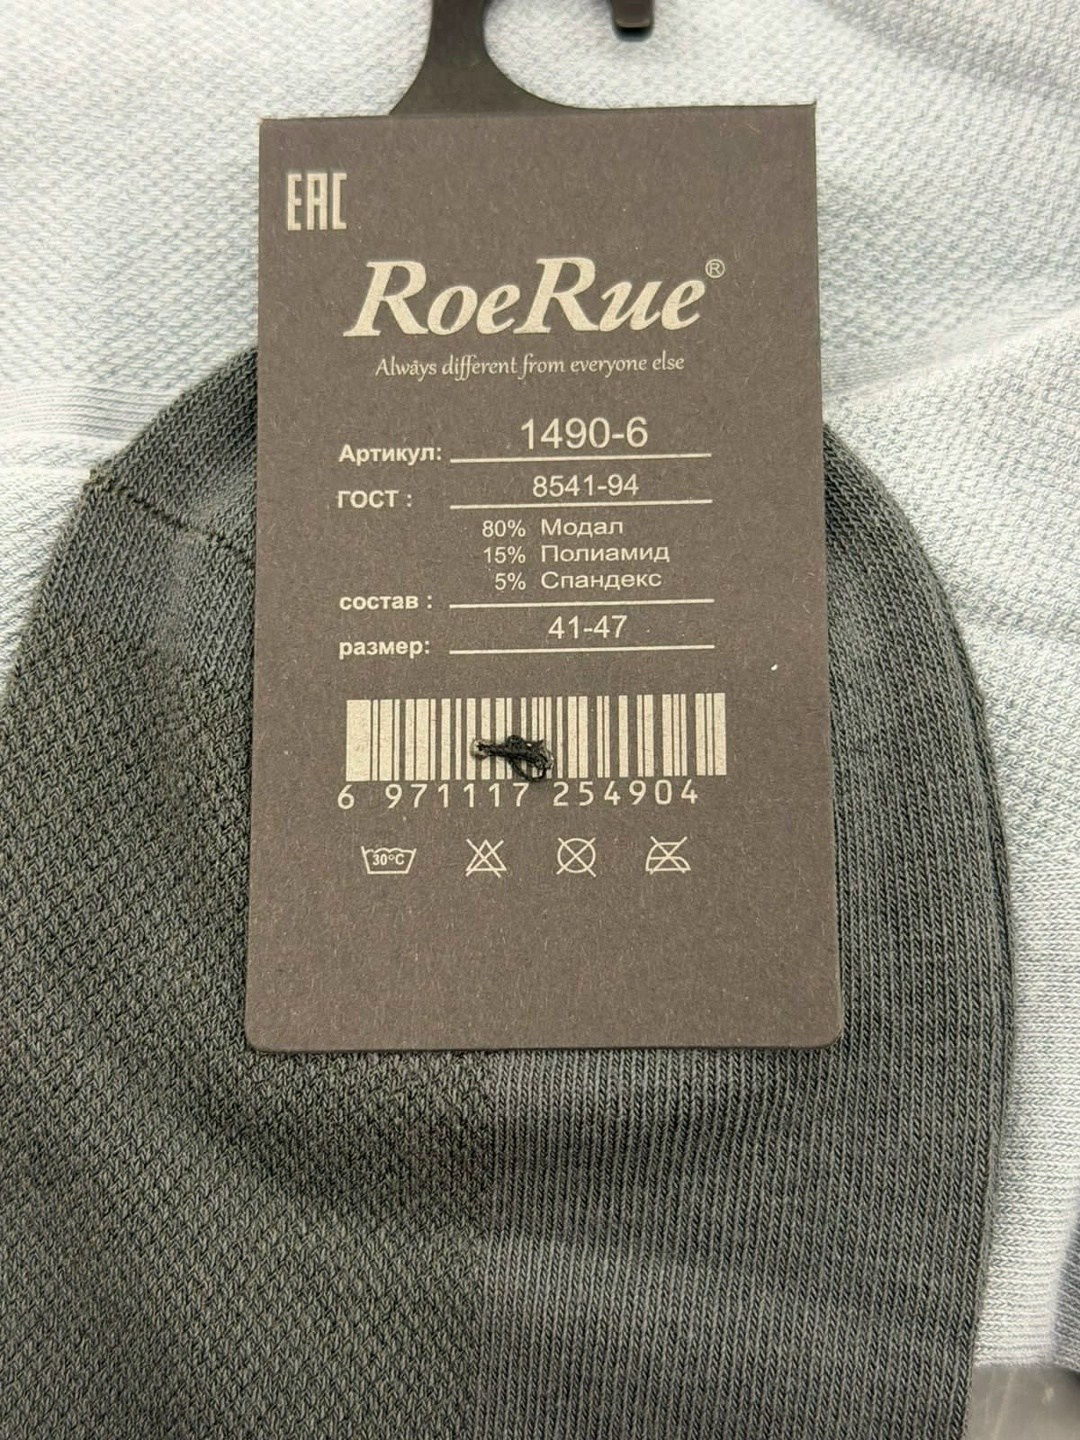 EAC
RoeRue®
Always different from everyone else
Артикул: 1490-6
ГОСТ : 8541-94
80% Модал
15% Полиамид
5% Спандекс
состав :
размер: 41-47
6 971117 254904
30°C